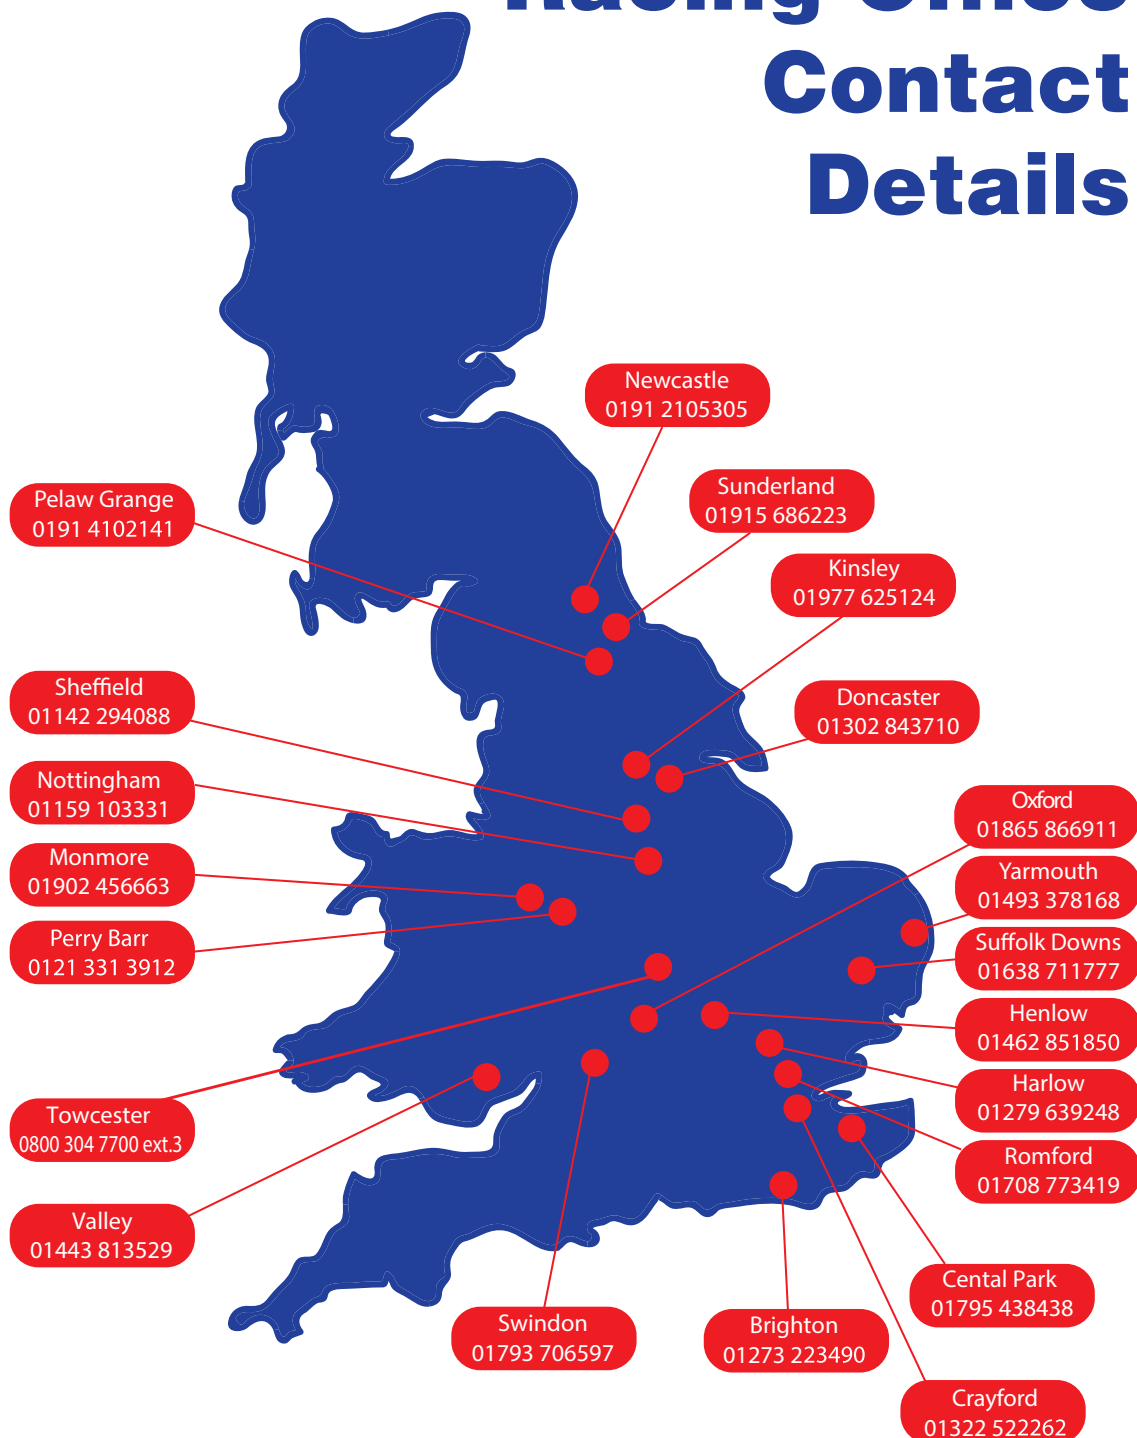 Racing Office
Contact
Details
Newcastle
0191 2105305
Sunderland
01915 686223
Pelaw Grange
0191 4102141
Kinsley
01977 625124
Sheffield
01142 294088
Doncaster
01302 843710
Nottingham
01159 103331
Oxford
01865 866911
Monmore
01902 456663
Yarmouth
01493 378168
Perry Barr
0121 331 3912
Suffolk Downs
01638 711777
Henlow
01462 851850
Harlow
01279 639248
Towcester
0800 304 7700 ext.3
Romford
01708 773419
Valley
01443 813529
Cental Park
01795 438438
Swindon
01793 706597
Brighton
01273 223490
Crayford
01322 522262